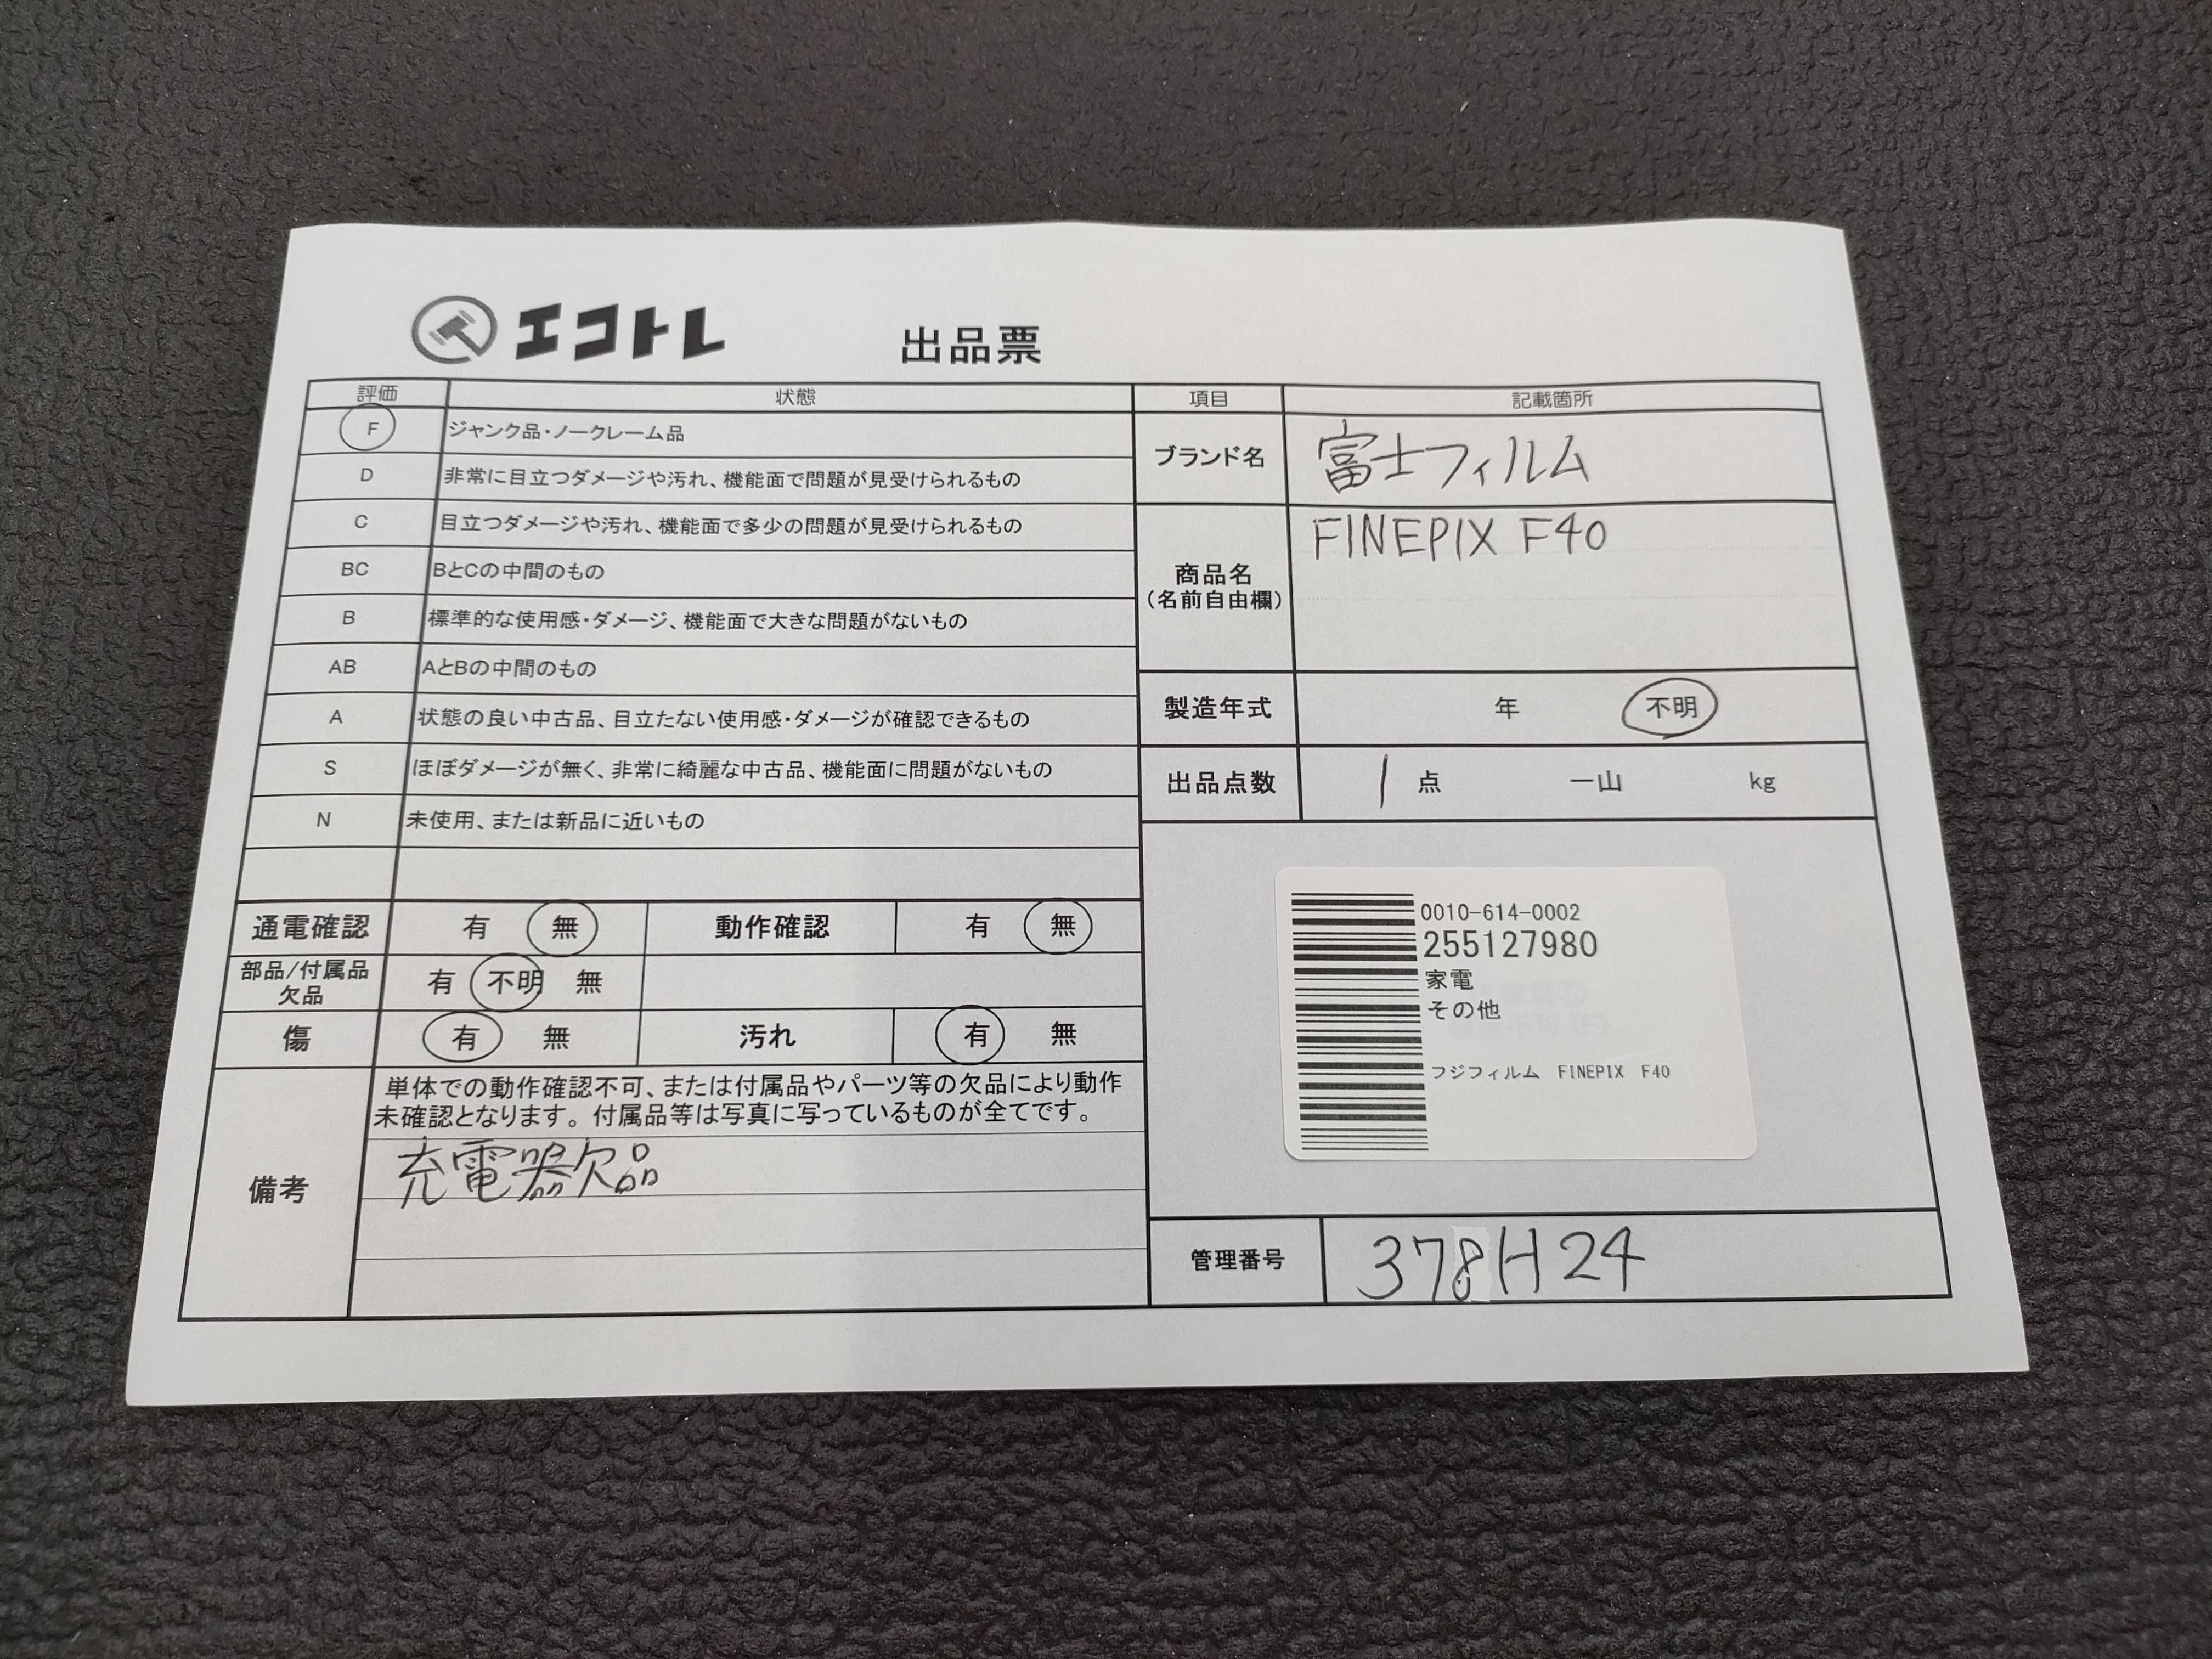 エコトレ 出品票
評価 状態
F ジャンク品・ノークレーム品
D 非常に目立つダメージや汚れ、機能面で問題が見受けられるもの
C 目立つダメージや汚れ、機能面で多少の問題が見受けられるもの
BC BとCの中間のもの
B 標準的な使用感・ダメージ、機能面で大きな問題がないもの
AB AとBの中間のもの
A 状態の良い中古品、目立たない使用感・ダメージが確認できるもの
S ほぼダメージが無く、非常に綺麗な中古品、機能面に問題がないもの
N 未使用、または新品に近いもの
通電確認 有 無 動作確認 有 無
部品/付属品
欠品
有 不明 無
傷 有 無 汚れ 有 無
備考
単体での動作確認不可、または付属品やパーツ等の欠品により動作
未確認となります。付属品等は写真に写っているものが全てです。
充電器欠品
項目 記載箇所
ブランド名 富士フィルム
商品名
(名前自由欄)
FINEPIX F40
製造年式 年 不明
出品点数 1 点 一山 kg
0010-614-0002
255127980
家電
その他
フジフィルム FINEPIX F40
管理番号 378H24